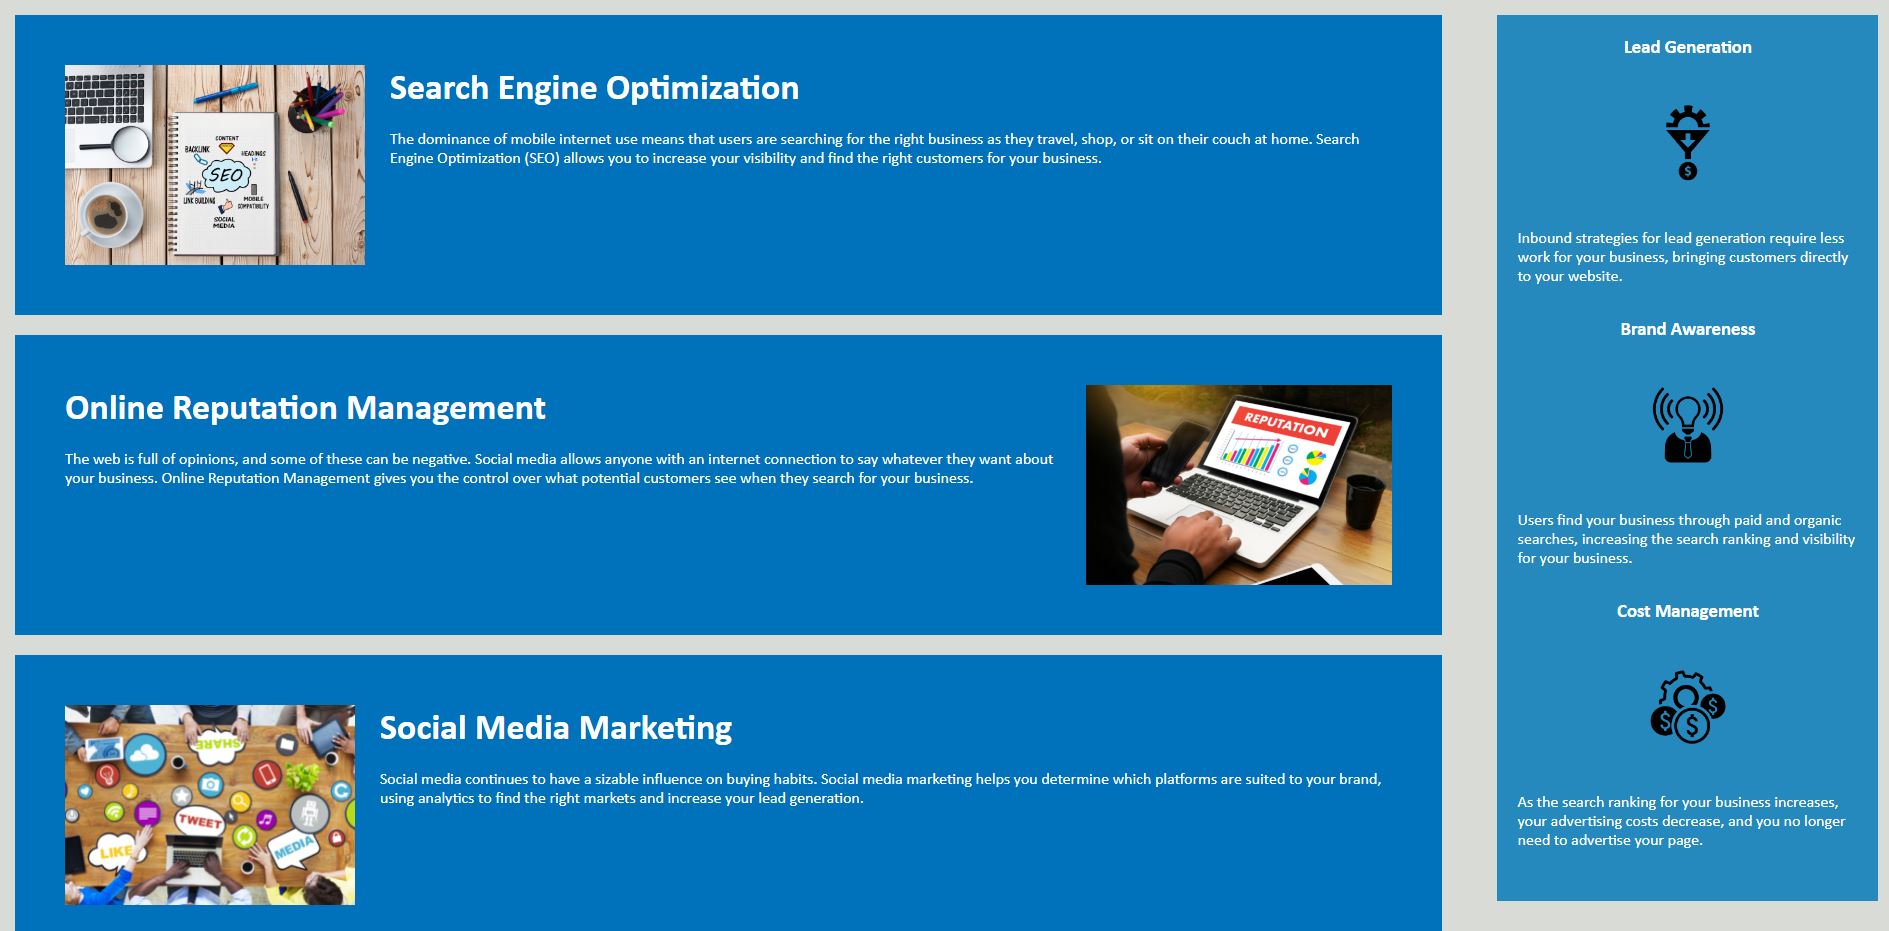 Search Engine Optimization
The dominance of mobile internet use means that users are searching for the right business as they travel, shop, or sit on their couch at home. Search
Engine Optimization (SEO) allows you to increase your visibility and find the right customers for your business.
CONTENT
BACKLINK
HEADINGS
SEO
LINK BUILDING
MOBILE
COMPATIBILITY
SOCIAL
MEDIA
Online Reputation Management
The web is full of opinions, and some of these can be negative. Social media allows anyone with an internet connection to say whatever they want about
your business. Online Reputation Management gives you the control over what potential customers see when they search for your business.
REPUTATION
Social Media Marketing
Social media continues to have a sizable influence on buying habits. Social media marketing helps you determine which platforms are suited to your brand,
using analytics to find the right markets and increase your lead generation.
SHARE
TWEET
LIKE
MEDIA
Lead Generation
$
Inbound strategies for lead generation require less
work for your business, bringing customers directly
to your website.
Brand Awareness
Users find your business through paid and organic
searches, increasing the search ranking and visibility
for your business.
Cost Management
$ $ $
As the search ranking for your business increases,
your advertising costs decrease, and you no longer
need to advertise your page.